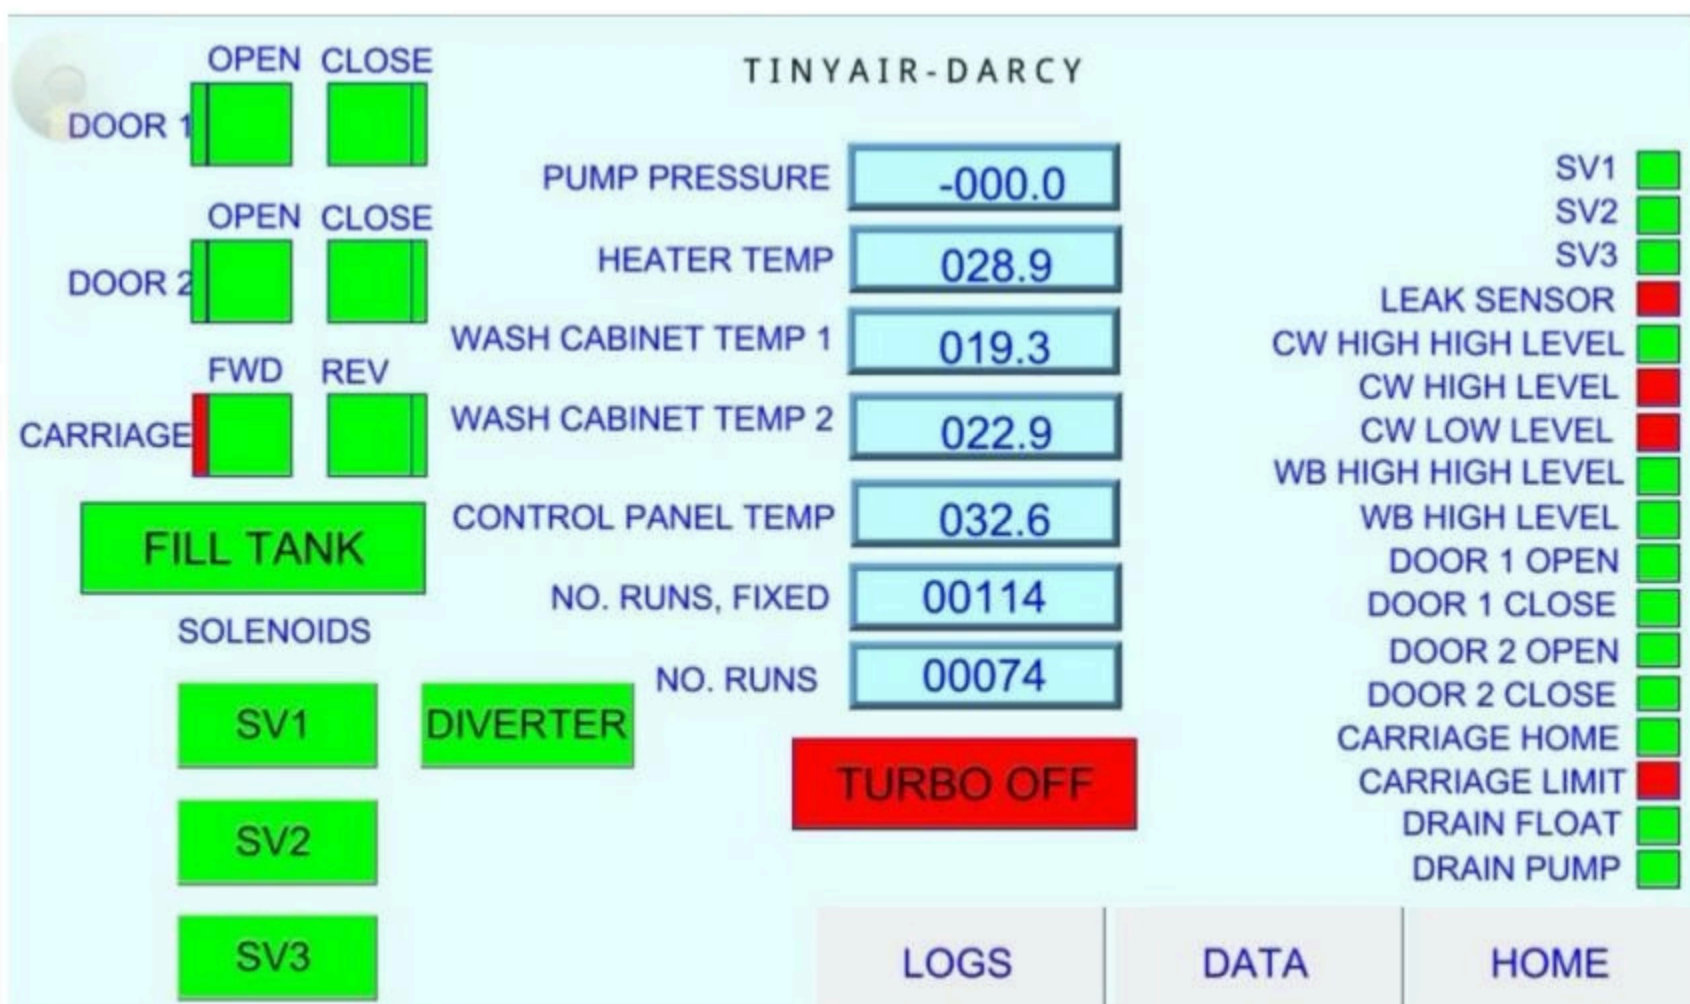 TINYAIR-DARCY
OPEN CLOSE
DOOR 1
OPEN CLOSE
DOOR 2
FWD REV
CARRIAGE
FILL TANK
SOLENOIDS
SV1 DIVERTER
SV2
SV3
PUMP PRESSURE -000.0
HEATER TEMP 028.9
WASH CABINET TEMP 1 019.3
WASH CABINET TEMP 2 022.9
CONTROL PANEL TEMP 032.6
NO. RUNS, FIXED 00114
NO. RUNS 00074
TURBO OFF
SV1
SV2
SV3
LEAK SENSOR
CW HIGH HIGH LEVEL
CW HIGH LEVEL
CW LOW LEVEL
WB HIGH HIGH LEVEL
WB HIGH LEVEL
DOOR 1 OPEN
DOOR 1 CLOSE
DOOR 2 OPEN
DOOR 2 CLOSE
CARRIAGE HOME
CARRIAGE LIMIT
DRAIN FLOAT
DRAIN PUMP
LOGS DATA HOME